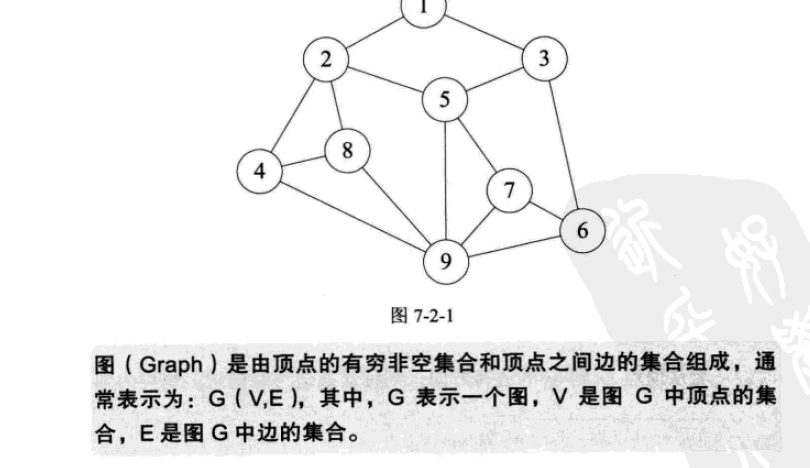 1
2
3
5
8
4
7
6
9
图 7-2-1
图（Graph）是由顶点的有穷非空集合和顶点之间边的集合组成，通
常表示为：G（V,E），其中，G 表示一个图，V 是图 G 中顶点的集
合，E 是图 G 中边的集合。